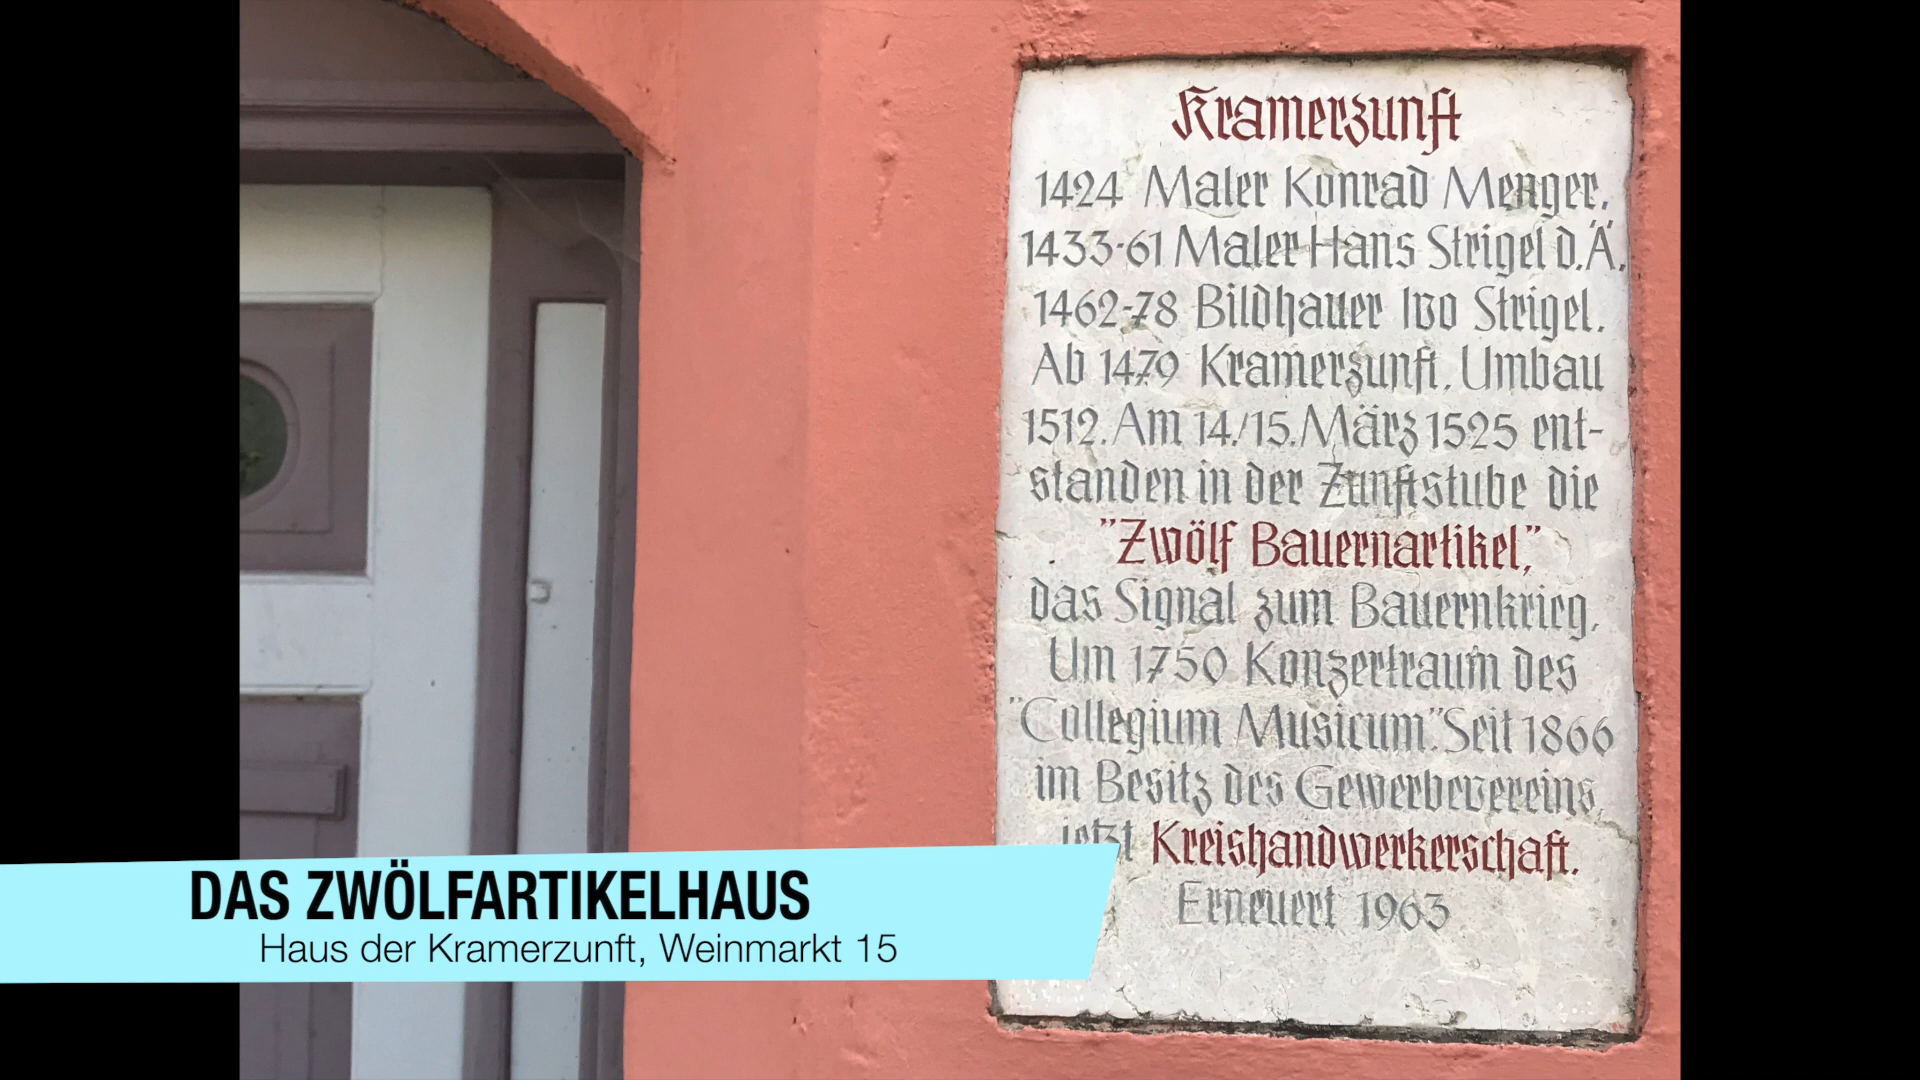 Kramerzunft
1424 Maler Konrad Menger.
1433-61 Maler Hans Strigel d.Ä.
1462-78 Bildhauer Ivo Strigel.
Ab 1479 Kramerzunft. Umbau
1512. Am 14./15. März 1525 ent-
standen in der Zunftstube die
"Zwölf Bauernartikel,"
das Signal zum Bauernkrieg.
Um 1750 Konzertraum des
"Collegium Musicum". Seit 1866
im Besitz des Gewerbevereins,
jetzt Kreishandwerkerschaft.
Erneuert 1963
DAS ZWÖLFARTIKELHAUS
Haus der Kramerzunft, Weinmarkt 15